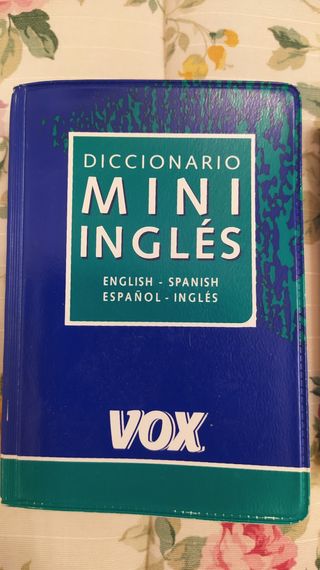 DICCIONARIO
MINI
INGLÉS
ENGLISH - SPANISH
ESPAÑOL - INGLÉS
VOX